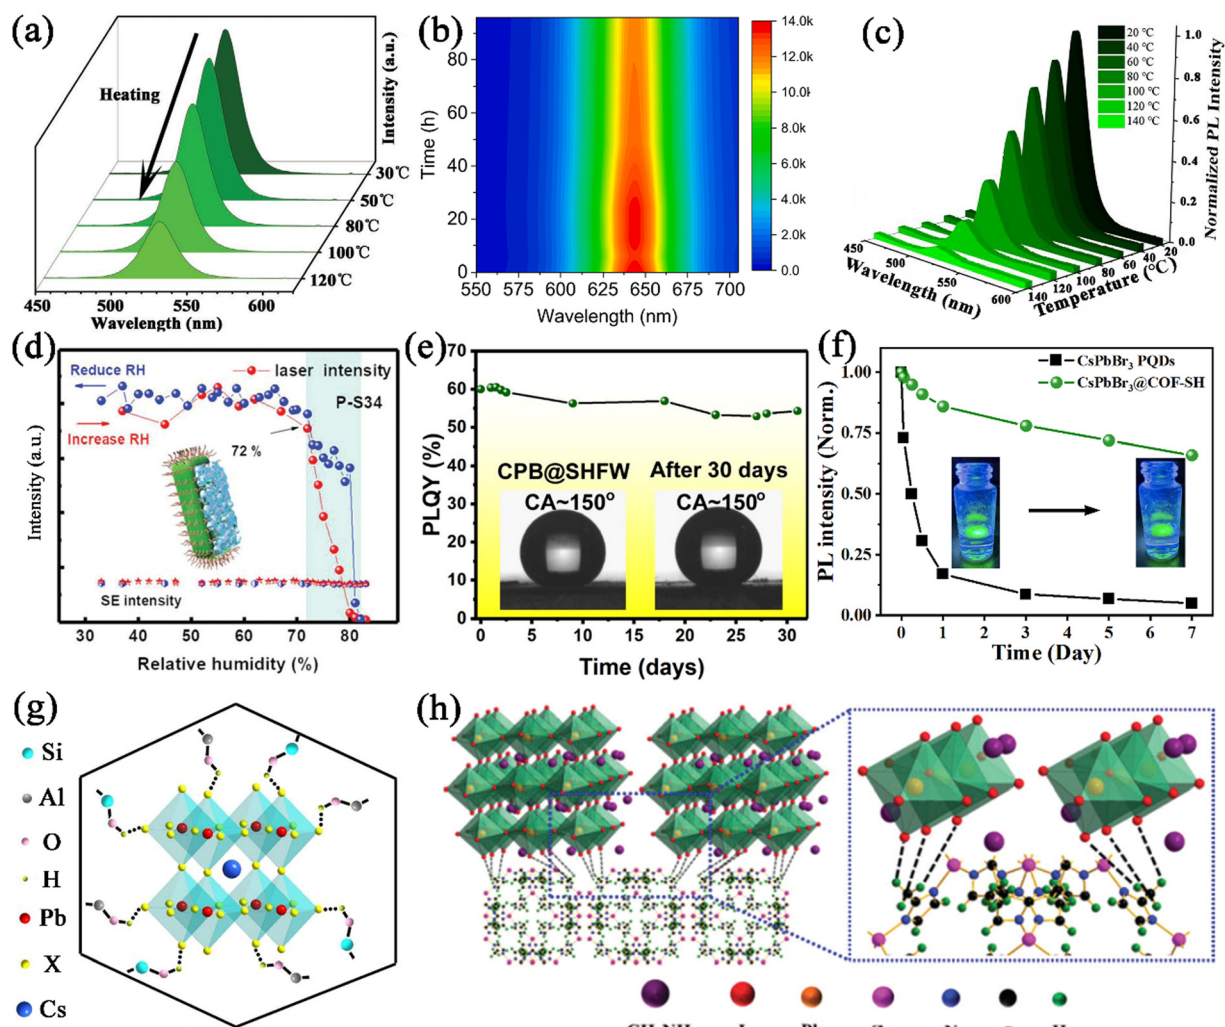 (a)
Heating
Intensity (a.u.)
30℃
50℃
80℃
100℃
120℃
450
500
550
600
Wavelength (nm)
(b)
80
60
40
20
0
Time (h)
550
575
600
625
650
675
700
Wavelength (nm)
14.0k
12.0k
10.0k
8.0k
6.0k
4.0k
2.0k
0.0
(c)
20 ℃
40 ℃
60 ℃
80 ℃
100 ℃
120 ℃
140 ℃
1.0
0.8
0.6
0.4
0.2
0.0
Normalized PL Intensity
450
500
550
600
Wavelength (nm)
140
120
100
80
60
40
20
Temperature (℃)
(d)
Reduce RH
laser intensity
P-S34
Increase RH
72 %
SE intensity
Intensity (a.u.)
30
40
50
60
70
80
90
Relative humidity (%)
(e)
70
60
50
40
30
20
10
0
PLQY (%)
CPB@SHFW
CA~150°
After 30 days
CA~150°
0
5
10
15
20
25
30
Time (days)
(f)
CsPbBr3 PQDs
CsPbBr3@COF-SH
1.00
0.75
0.50
0.25
0.00
PL intensity (Norm.)
0
1
2
3
4
5
6
7
Time (Day)
(g)
Si
Al
O
H
Pb
X
Cs
(h)